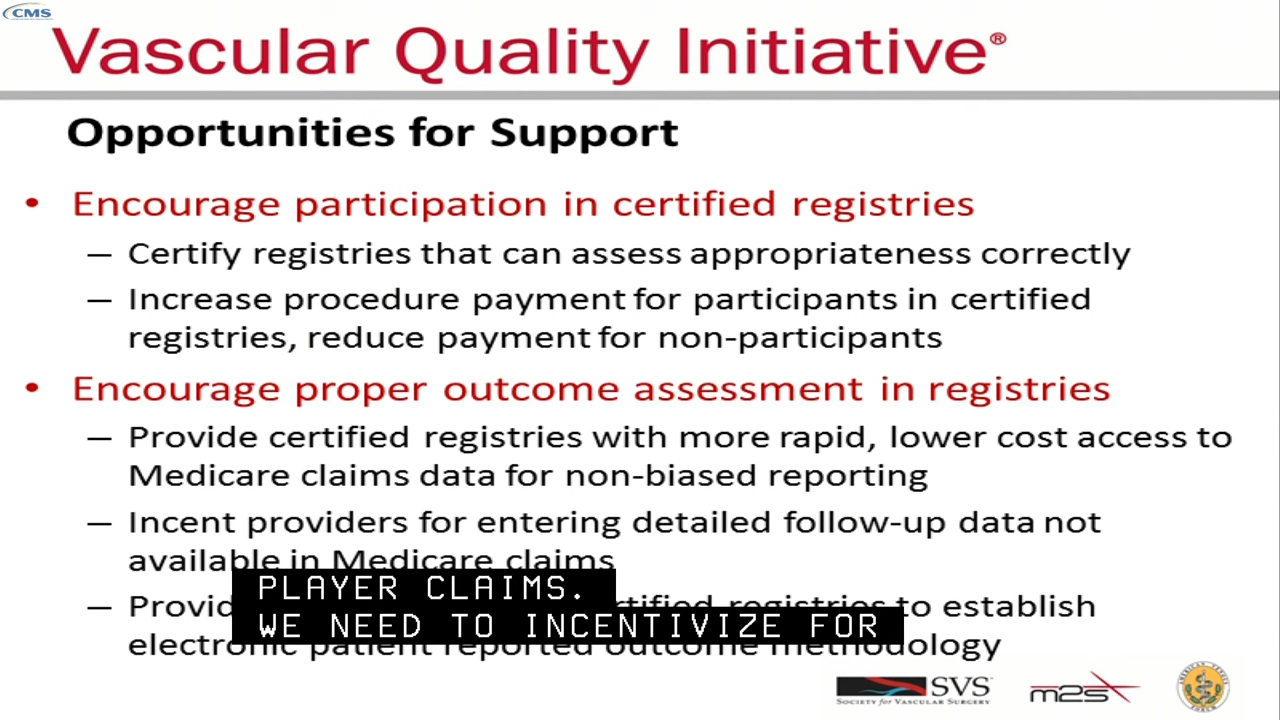 CMS
Vascular Quality Initiative®
Opportunities for Support
• Encourage participation in certified registries
— Certify registries that can assess appropriateness correctly
— Increase procedure payment for participants in certified
registries, reduce payment for non-participants
• Encourage proper outcome assessment in registries
— Provide certified registries with more rapid, lower cost access to
Medicare claims data for non-biased reporting
— Incent providers for entering detailed follow-up data not
available in Medicare claims
— Provid certified registries to establish
electronic patient reported outcome methodology
PLAYER CLAIMS.
WE NEED TO INCENTIVIZE FOR
SVS
SOCIETY for VASCULAR SURGERY
m2s